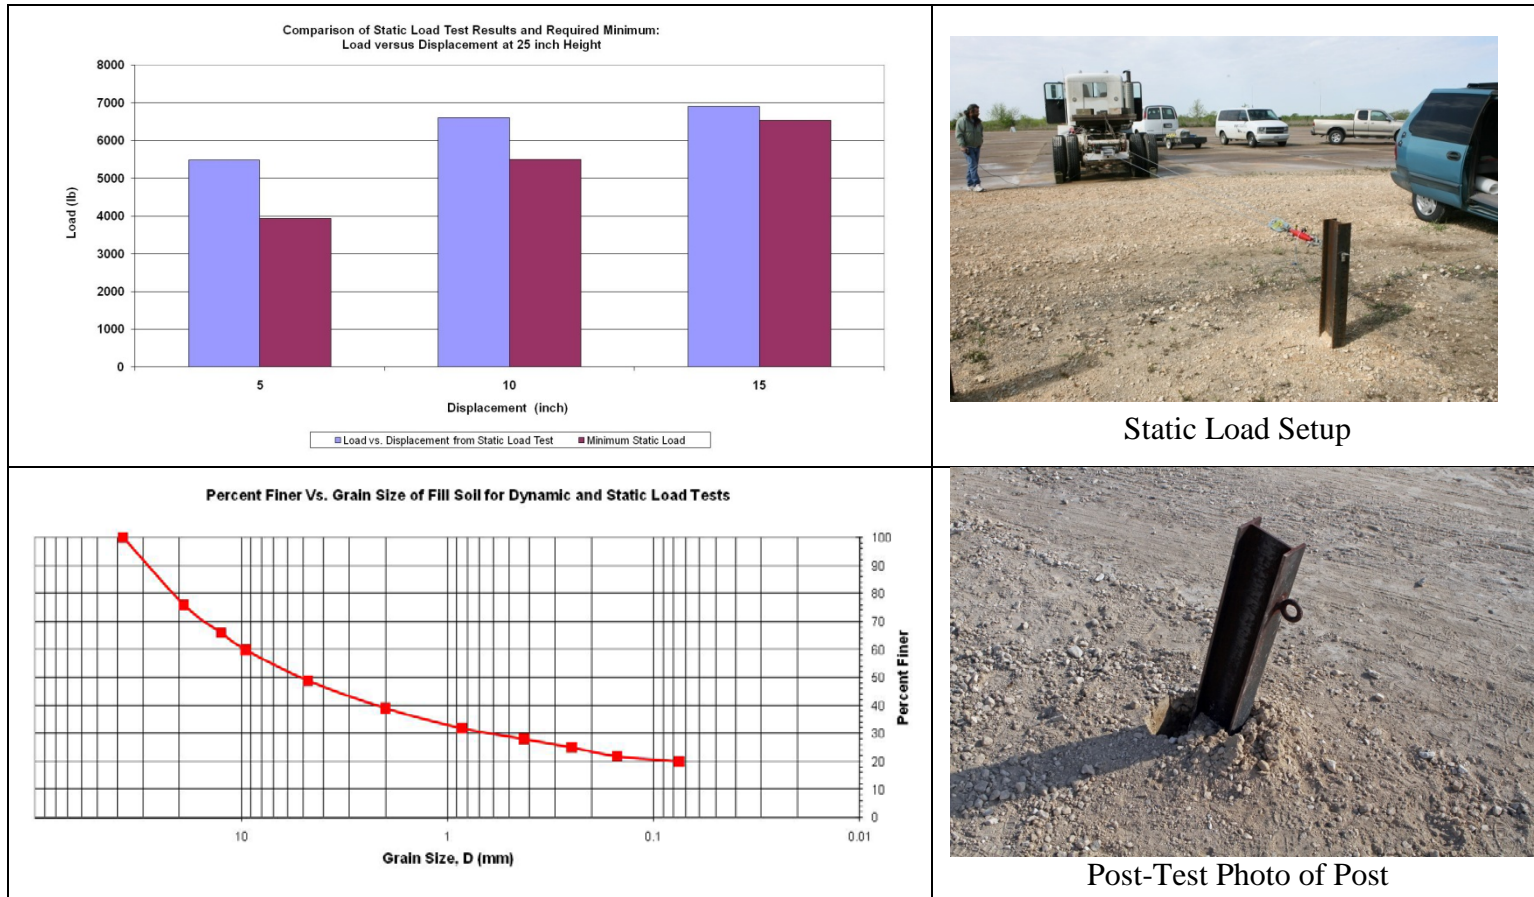 Comparison of Static Load Test Results and Required Minimum:
Load versus Displacement at 25 inch Height
8000
7000
6000
5000
4000
3000
2000
1000
0
Load (lb)
5 10 15
Displacement (inch)
Load vs. Displacement from Static Load Test Minimum Static Load
Static Load Setup
Percent Finer Vs. Grain Size of Fill Soil for Dynamic and Static Load Tests
100
90
80
70
60
50
40
30
20
10
0
Percent Finer
10 1 0.1 0.01
Grain Size, D (mm)
Post-Test Photo of Post